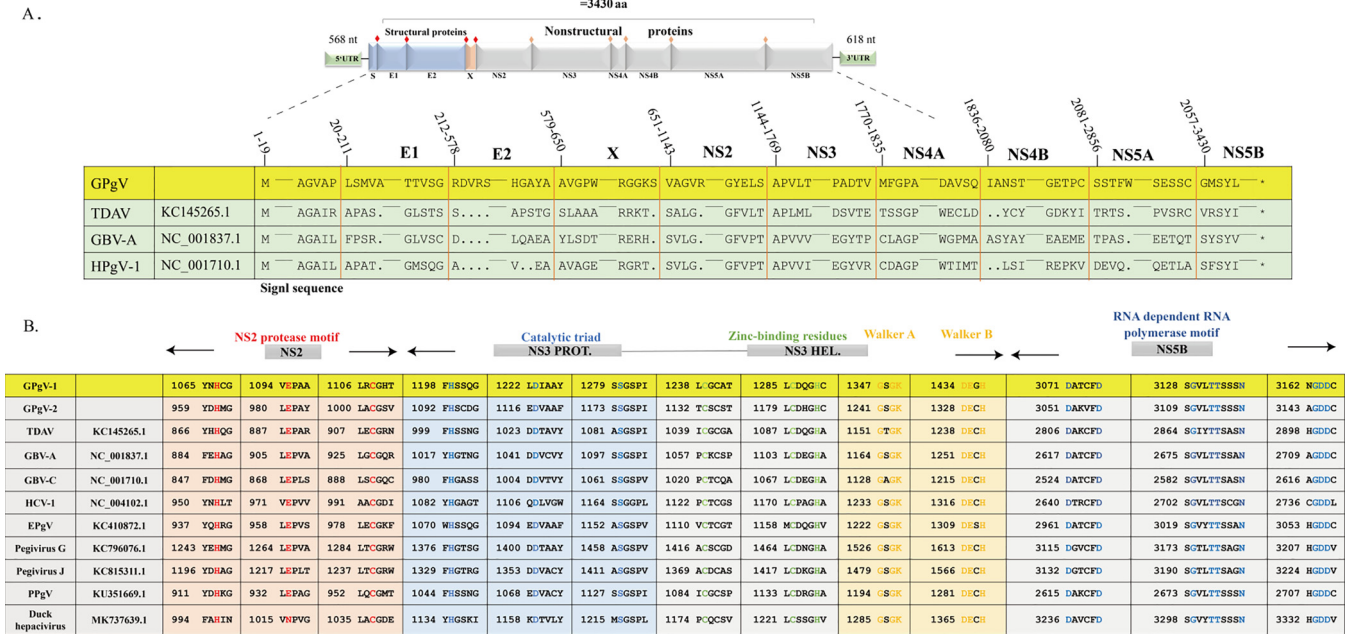 A.
=3430 aa
568 nt Structural proteins Nonstructural proteins 618 nt
5'UTR 3'UTR
S E1 E2 X NS2 NS3 NS4A NS4B NS5A NS5B
1-19 20-211 212-578 579-650 651-1143 1144-1769 1770-1835 1836-2080 2081-2856 2057-3430
E1 E2 X NS2 NS3 NS4A NS4B NS5A NS5B
GPgV M AGVAP LSMVA TTVSG RDVRS HGAYA AVGPW RGGKS VAGVR GYELS APVLT PADTV MFGPA DAVSQ IANST GETPC SSTFW SESSC GMSYL *
TDAV KC145265.1 M AGAIR APAS. GLSTS S.... APSTG SLAAA RRKT. SALG. GFVLT APLML DSVTE TSSGP WECLD ..YCY GDKYI TRTS. PVSRC VRSYI *
GBV-A NC_001837.1 M AGAIL FPSR. GLVSC D.... LQAEA YLSDT RERH. SVLG. GFVPT APVVV EGYTP CLAGP WGPMA ASYAY EAEME TPAS. EETQT SYSYV *
HPgV-1 NC_001710.1 M AGAIL APAT. GMSQG A.... V..EA AVAGE RGRT. SVLG. GFVPT APVVI EGYVR CDAGP WTIMT ..LSI REPKV DEVQ. QETLA SFSYI *
Signl sequence
B.
NS2 protease motif Catalytic triad Zinc-binding residues Walker A Walker B RNA dependent RNA
polymerase motif
NS2 NS3 PROT. NS3 HEL. NS5B
GPgV-1 1065 YNHCG 1094 VEPAA 1106 LRCGHT 1198 FHSSQG 1222 LDIAAY 1279 SSGSPI 1238 LCGCAT 1285 LCDQGHC 1347 GSGK 1434 DEGH 3071 DATCFD 3128 SGVLTTSSSN 3162 NGDDC
GPgV-2 959 YDHMG 980 LEPAY 1000 LACGSV 1092 FHSCDG 1116 EDVAAF 1173 SSGSPI 1132 TCSCST 1179 LCDHGHC 1241 GSGK 1328 DECH 3051 DAKVFD 3109 SGVLTTSSSN 3143 AGDDC
TDAV KC145265.1 866 YHHQG 887 LEPAR 907 LECGRN 999 FHSSNG 1023 DDTAVY 1081 ASGSPI 1039 ICGCGA 1087 LCDQGHA 1151 GTGK 1238 DECH 2806 DAKCFD 2864 SGIYTTSASN 2898 HGDDC
GBV-A NC_001837.1 884 FEHAG 905 LEPVA 925 LGCGQR 1017 YHGTNG 1041 DDVCVY 1097 SSGSPI 1057 PCKCSP 1103 LCDEGHV 1164 GSGK 1251 DECH 2617 DATCFD 2675 SGVLTTSASN 2709 AGDDC
GBV-C NC_001710.1 847 FDHMG 868 LEPLS 888 LSCGQC 980 FHGASS 1004 DDVTVY 1061 SSGSPI 1020 PCTCQA 1067 LCDEGHA 1128 GAGK 1215 DECH 2524 DATCFD 2582 SGVLTTSASN 2616 AGDDC
HCV-1 NC_004102.1 950 YNHLT 971 VEPVV 991 AACGDI 1082 YHGAGT 1106 QDLVGW 1164 SSGGPL 1122 PCTCGS 1170 LCPAGHA 1233 GSGK 1316 DECH 2640 DTRCFD 2702 GVLTTSCGN 2736 CGDDL
EPgV KC410872.1 937 YQHRG 958 LEPVS 978 LECGKF 1070 WHSSQG 1094 EDVAAF 1152 ASGSPV 1110 VCTCGT 1158 MCDQGHV 1222 GSGK 1309 DESH 2961 DATCFD 3019 SGVYTTSASN 3053 HGDDC
Pegivirus G KC796076.1 1243 YEHMG 1264 LEPVA 1284 LTCGRW 1376 FHGTSG 1400 DDTAAY 1458 ASGSPV 1416 ACSCGD 1464 LCDNGHA 1526 GSGK 1613 DECH 3115 DGVCFD 3173 SGTLTTSAGN 3207 HGDDV
Pegivirus J KC815311.1 1196 YDHAG 1217 LEPLT 1237 LTCGRW 1329 FHGTRG 1353 DDVACY 1411 ASGSPV 1369 ACDCAS 1417 LCDKGHA 1479 GSGK 1566 DECH 3132 DGTCFD 3190 SGTLTTSAGN 3224 HGDDV
PPgV KU351669.1 911 YDHKG 932 LEPAG 952 LQCGMT 1044 FHSSNG 1068 EDVACY 1127 SSGSPI 1084 ICGCSP 1133 LCDRGHA 1194 GSGK 1281 DECH 2615 DATCFD 2673 SGVLTTSSSN 2707 HGDDC
Duck
hepacivirus MK737639.1 994 FAHIN 1015 VNPVG 1035 LACGDE 1134 YHGSKI 1158 DKTVLY 1215 MSGSPL 1174 PCQCSV 1221 LCSSGHV 1285 GSGK 1365 DECH 3236 DAVCFD 3298 SGVYTTSSSN 3332 HGDDV